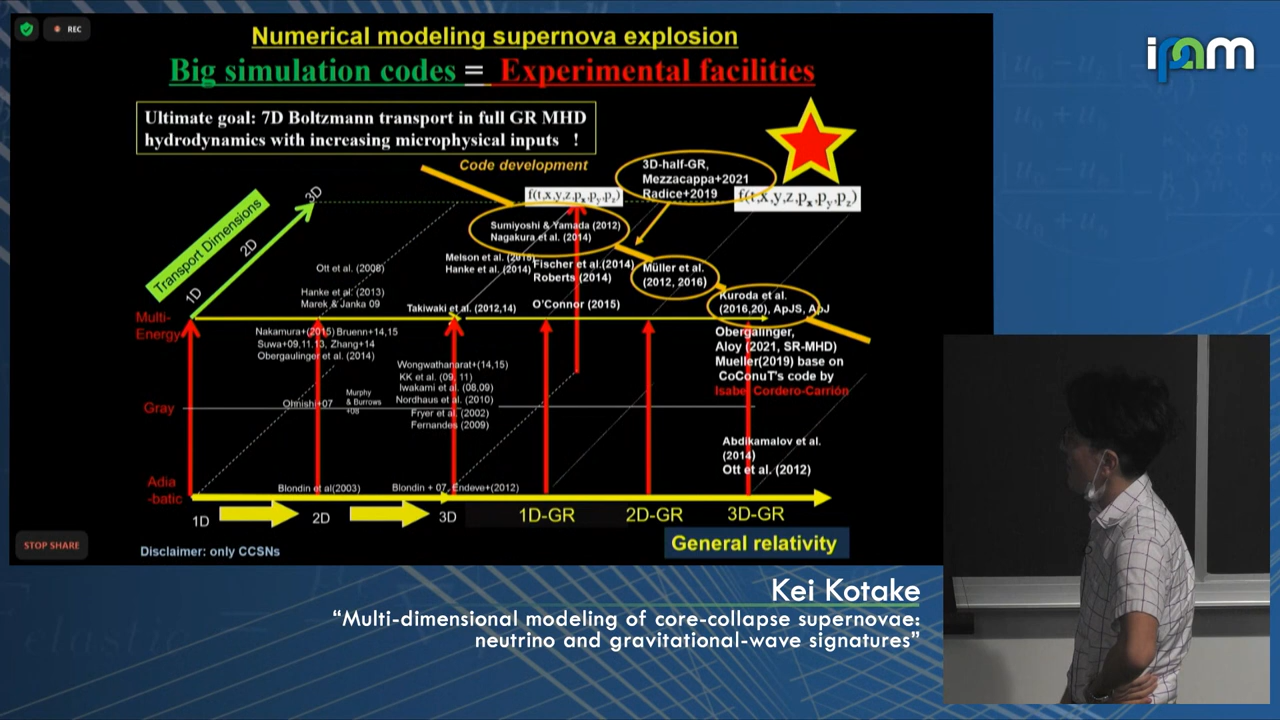 REC
ipam
Numerical modeling supernova explosion
Big simulation codes = Experimental facilities
Ultimate goal: 7D Boltzmann transport in full GR MHD
hydrodynamics with increasing microphysical inputs !
Code development
3D-half-GR,
Mezzacappa+2021
Radice+2019
f(t,x,y,z,px,py,pz)
f(t,x,y,z,px,py,pz)
Transport Dimensions
1D
2D
3D
Sumiyoshi & Yamada (2012)
Nagakura et al. (2014)
Ott et al. (2008)
Melson et al.
Hanke et al. (2014)
Fischer et al.(2014)
Roberts (2014)
Müller et al.
(2012, 2016)
Hanke et al. (2013)
Marek & Janka 09
Takiwaki et al. (2012,14)
O'Connor (2015)
Kuroda et al.
(2016,20), ApJS, ApJ
Multi-
Energy
Nakamura+(2015) Bruenn+14,15
Suwa+09,11,13, Zhang+14
Obergaulinger et al. (2014)
Obergaulinger,
Aloy (2021, SR-MHD)
Mueller(2019) base on
CoConuT's code by
Isabel Cordero-Carrión
Wongwathanarat+(14,15)
KK et al. (09, 11)
Iwakami et al. (08,09)
Nordhaus et al. (2010)
Fryer et al. (2002)
Fernandes (2009)
Gray
Ohnishi+07
Murphy
& Burrows
+08
Abdikamalov et al.
(2014)
Ott et al. (2012)
Adia
-batic
Blondin et al(2003)
Blondin + 07, Endeve+(2012)
1D
2D
3D
1D-GR
2D-GR
3D-GR
General relativity
STOP SHARE
Disclaimer: only CCSNs
Kei Kotake
“Multi-dimensional modeling of core-collapse supernovae:
neutrino and gravitational-wave signatures”